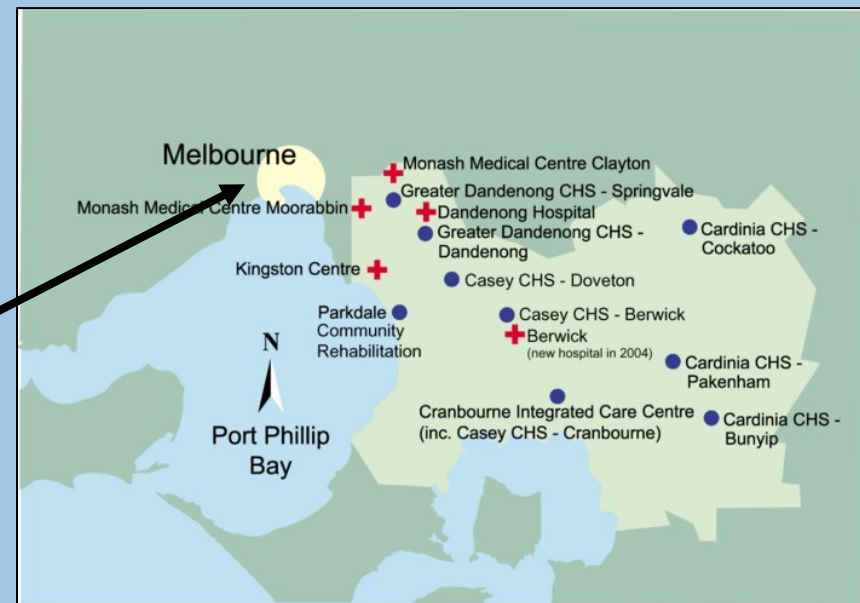 Melbourne
Monash Medical Centre Clayton
Greater Dandenong CHS - Springvale
Monash Medical Centre Moorabbin
Dandenong Hospital
Greater Dandenong CHS -
Dandenong
Cardinia CHS -
Cockatoo
Kingston Centre
Casey CHS - Doveton
Parkdale
Community
Rehabilitation
Casey CHS - Berwick
Berwick
(new hospital in 2004)
N
Cardinia CHS -
Pakenham
Port Phillip
Bay
Cranbourne Integrated Care Centre
(inc. Casey CHS - Cranbourne)
Cardinia CHS -
Bunyip